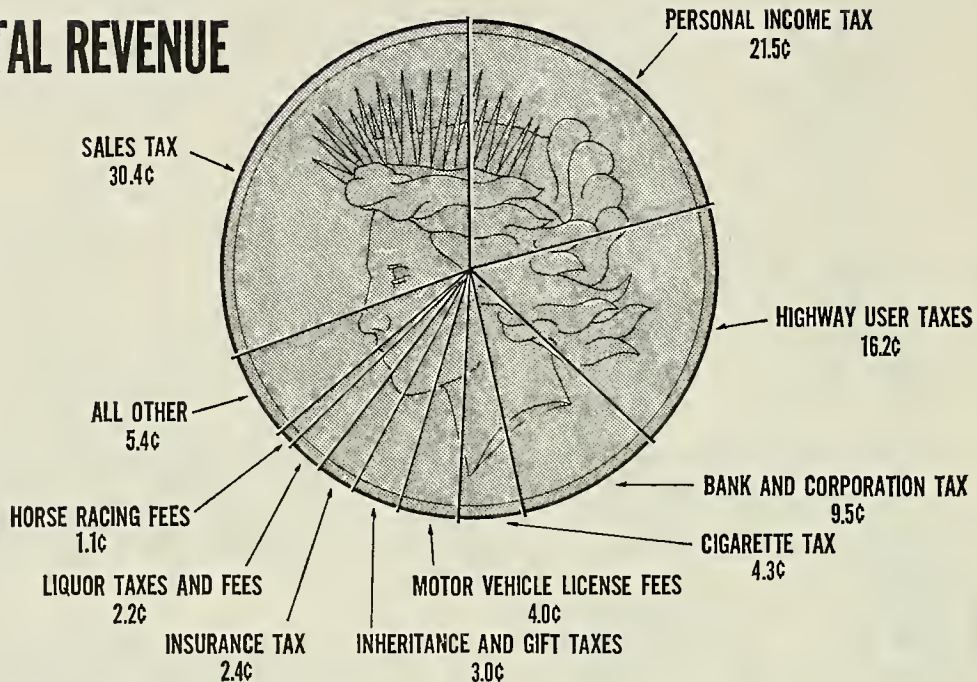 REVENUE
PERSONAL INCOME TAX
21.5¢
SALES TAX
30.4¢
HIGHWAY USER TAXES
16.2¢
ALL OTHER
5.4¢
BANK AND CORPORATION TAX
9.5¢
HORSE RACING FEES
1.1¢
CIGARETTE TAX
4.3¢
LIQUOR TAXES AND FEES
2.2¢
MOTOR VEHICLE LICENSE FEES
4.0¢
INSURANCE TAX
2.4¢
INHERITANCE AND GIFT TAXES
3.0¢